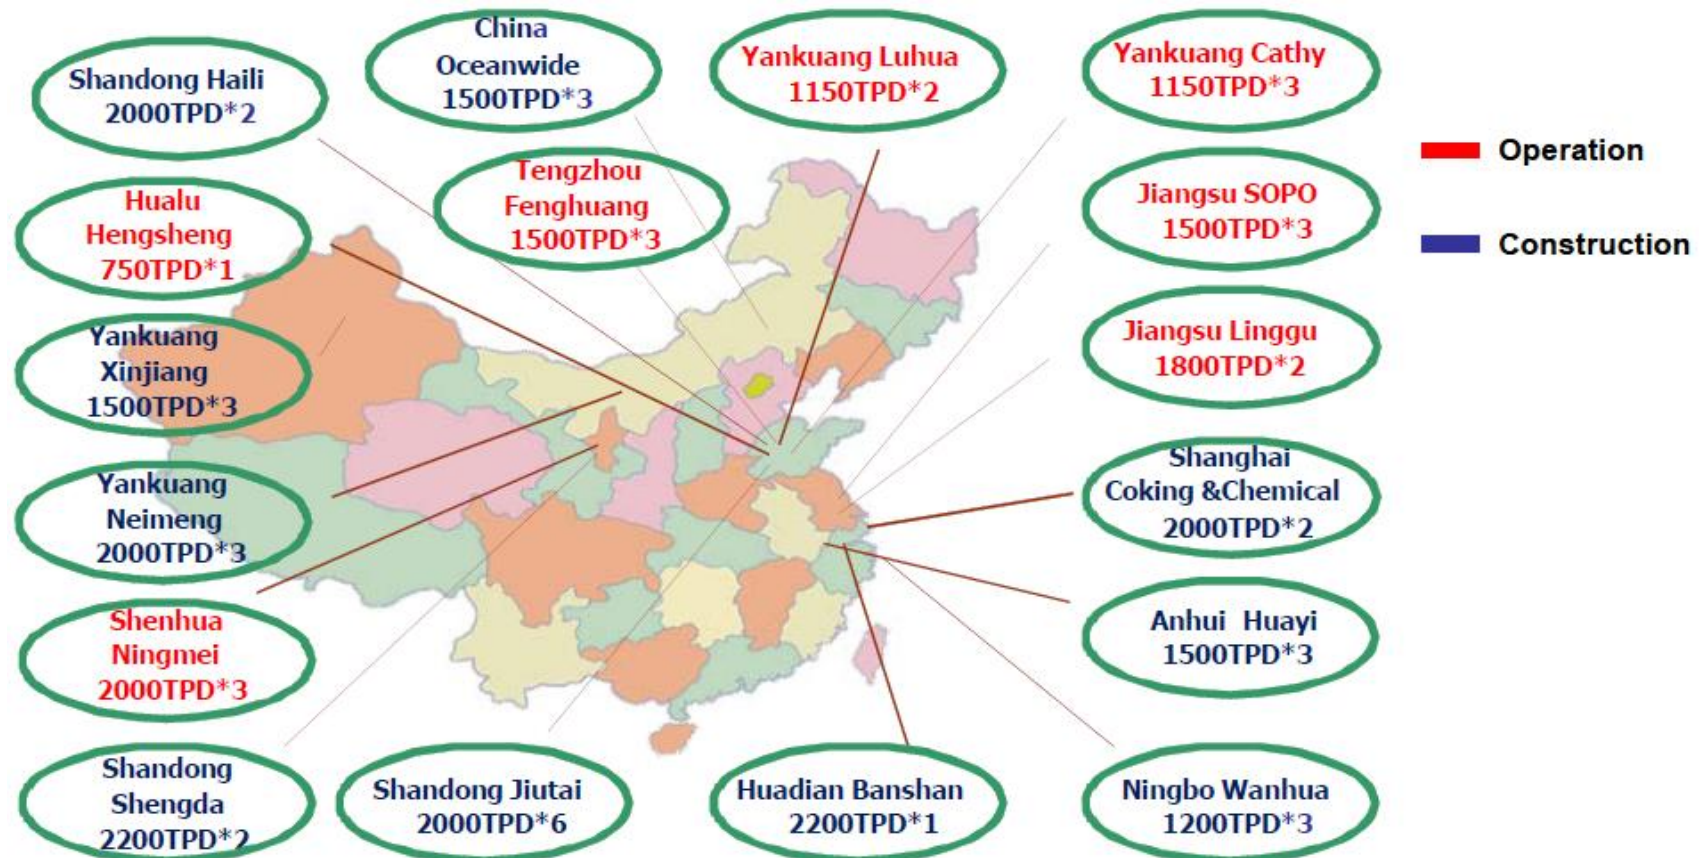 Shandong Haili
2000TPD*2
China
Oceanwide
1500TPD*3
Yankuang Luhua
1150TPD*2
Yankuang Cathy
1150TPD*3
Hualu
Hengsheng
750TPD*1
Tengzhou
Fenghuang
1500TPD*3
Jiangsu SOPO
1500TPD*3
Operation
Construction
Yankuang
Xinjiang
1500TPD*3
Jiangsu Linggu
1800TPD*2
Yankuang
Neimeng
2000TPD*3
Shanghai
Coking &Chemical
2000TPD*2
Shenhua
Ningmei
2000TPD*3
Anhui Huayi
1500TPD*3
Shandong
Shengda
2200TPD*2
Shandong Jiutai
2000TPD*6
Huadian Banshan
2200TPD*1
Ningbo Wanhua
1200TPD*3